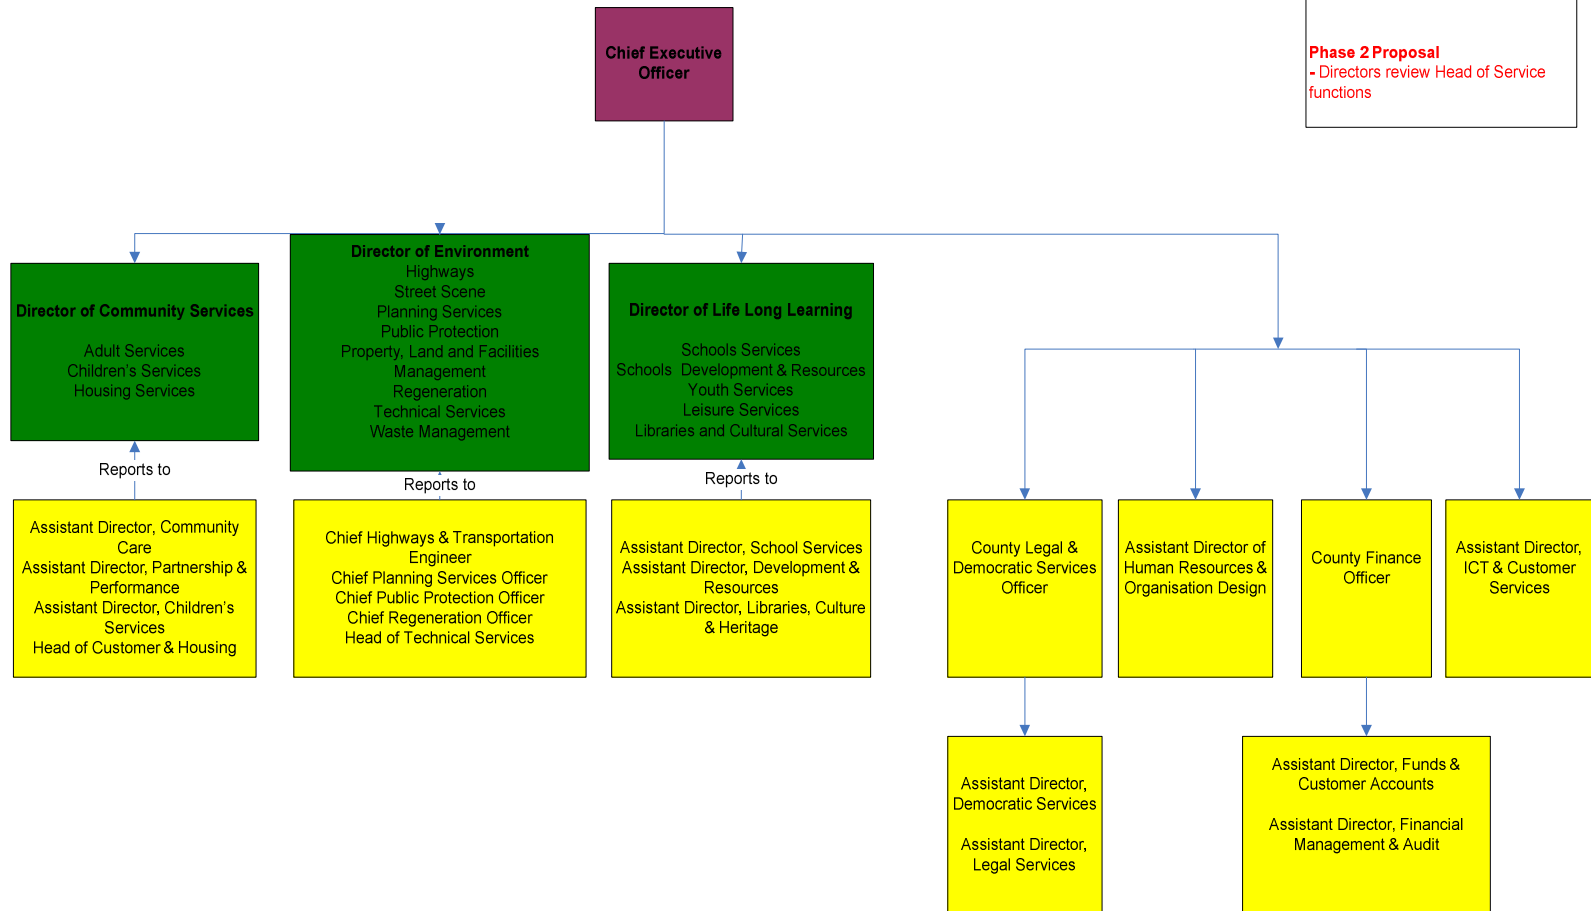 Chief Executive
Officer
Phase 2 Proposal
- Directors review Head of Service
functions
Director of Community Services
Adult Services
Children's Services
Housing Services
Director of Environment
Highways
Street Scene
Planning Services
Public Protection
Property, Land and Facilities
Management
Regeneration
Technical Services
Waste Management
Director of Life Long Learning
Schools Services
Schools Development & Resources
Youth Services
Leisure Services
Libraries and Cultural Services
Reports to
Reports to
Reports to
Assistant Director, Community
Care
Assistant Director, Partnership &
Performance
Assistant Director, Children's
Services
Head of Customer & Housing
Chief Highways & Transportation
Engineer
Chief Planning Services Officer
Chief Public Protection Officer
Chief Regeneration Officer
Head of Technical Services
Assistant Director, School Services
Assistant Director, Development &
Resources
Assistant Director, Libraries, Culture
& Heritage
County Legal &
Democratic Services
Officer
Assistant Director of
Human Resources &
Organisation Design
County Finance
Officer
Assistant Director,
ICT & Customer
Services
Assistant Director,
Democratic Services
Assistant Director,
Legal Services
Assistant Director, Funds &
Customer Accounts
Assistant Director, Financial
Management & Audit